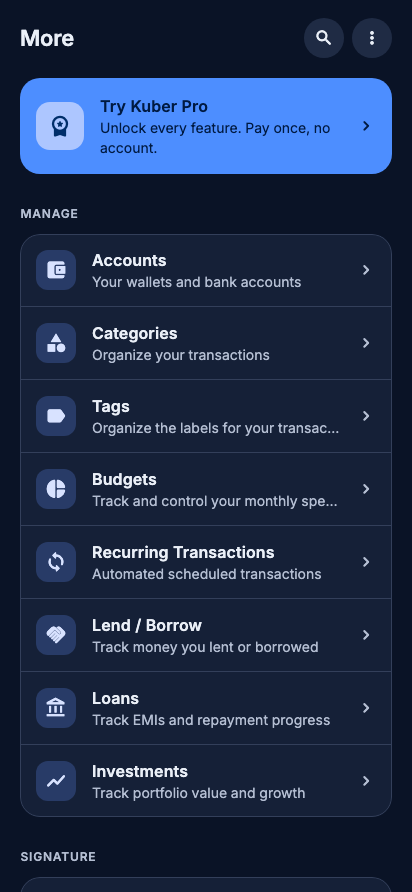 More
Try Kuber Pro
Unlock every feature. Pay once, no
account.
MANAGE
Accounts
Your wallets and bank accounts
Categories
Organize your transactions
Tags
Organize the labels for your transac...
Budgets
Track and control your monthly spe...
Recurring Transactions
Automated scheduled transactions
Lend / Borrow
Track money you lent or borrowed
Loans
Track EMIs and repayment progress
Investments
Track portfolio value and growth
SIGNATURE